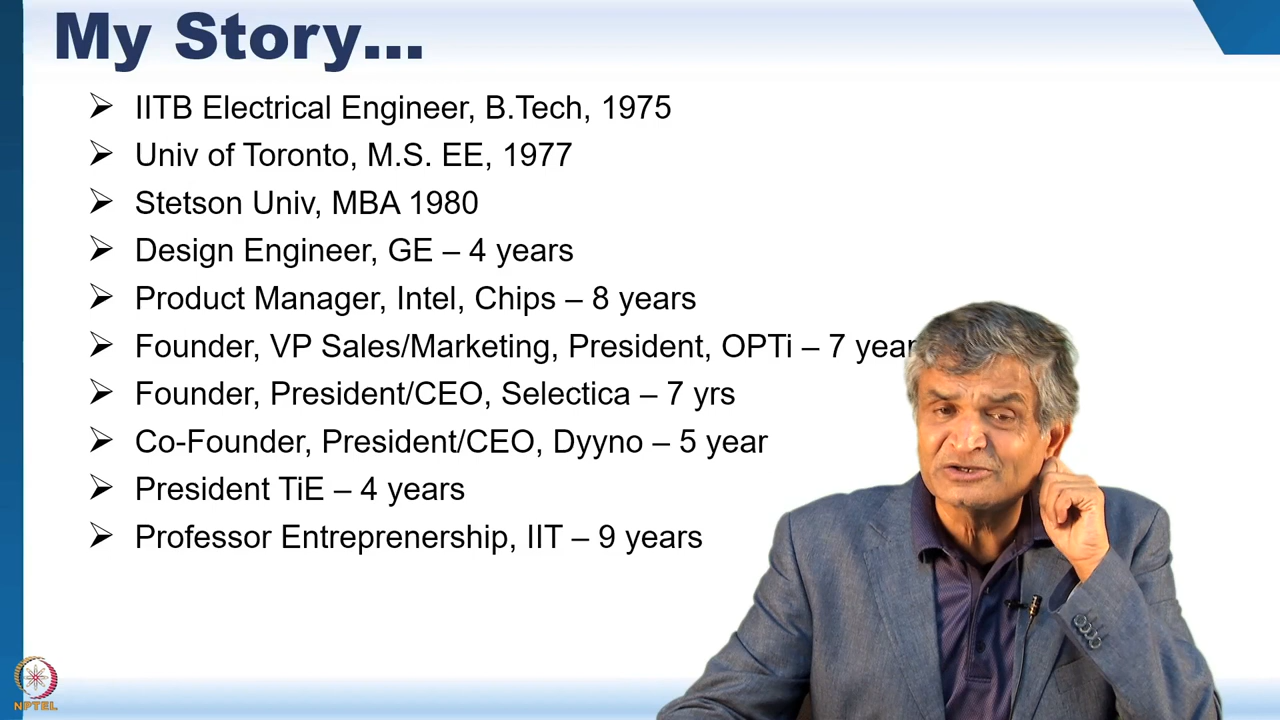 My Story...
➢ IITB Electrical Engineer, B.Tech, 1975
➢ Univ of Toronto, M.S. EE, 1977
➢ Stetson Univ, MBA 1980
➢ Design Engineer, GE – 4 years
➢ Product Manager, Intel, Chips – 8 years
➢ Founder, VP Sales/Marketing, President, OPTi – 7 year
➢ Founder, President/CEO, Selectica – 7 yrs
➢ Co-Founder, President/CEO, Dyyno – 5 year
➢ President TiE – 4 years
➢ Professor Entreprenership, IIT – 9 years
NPTEL